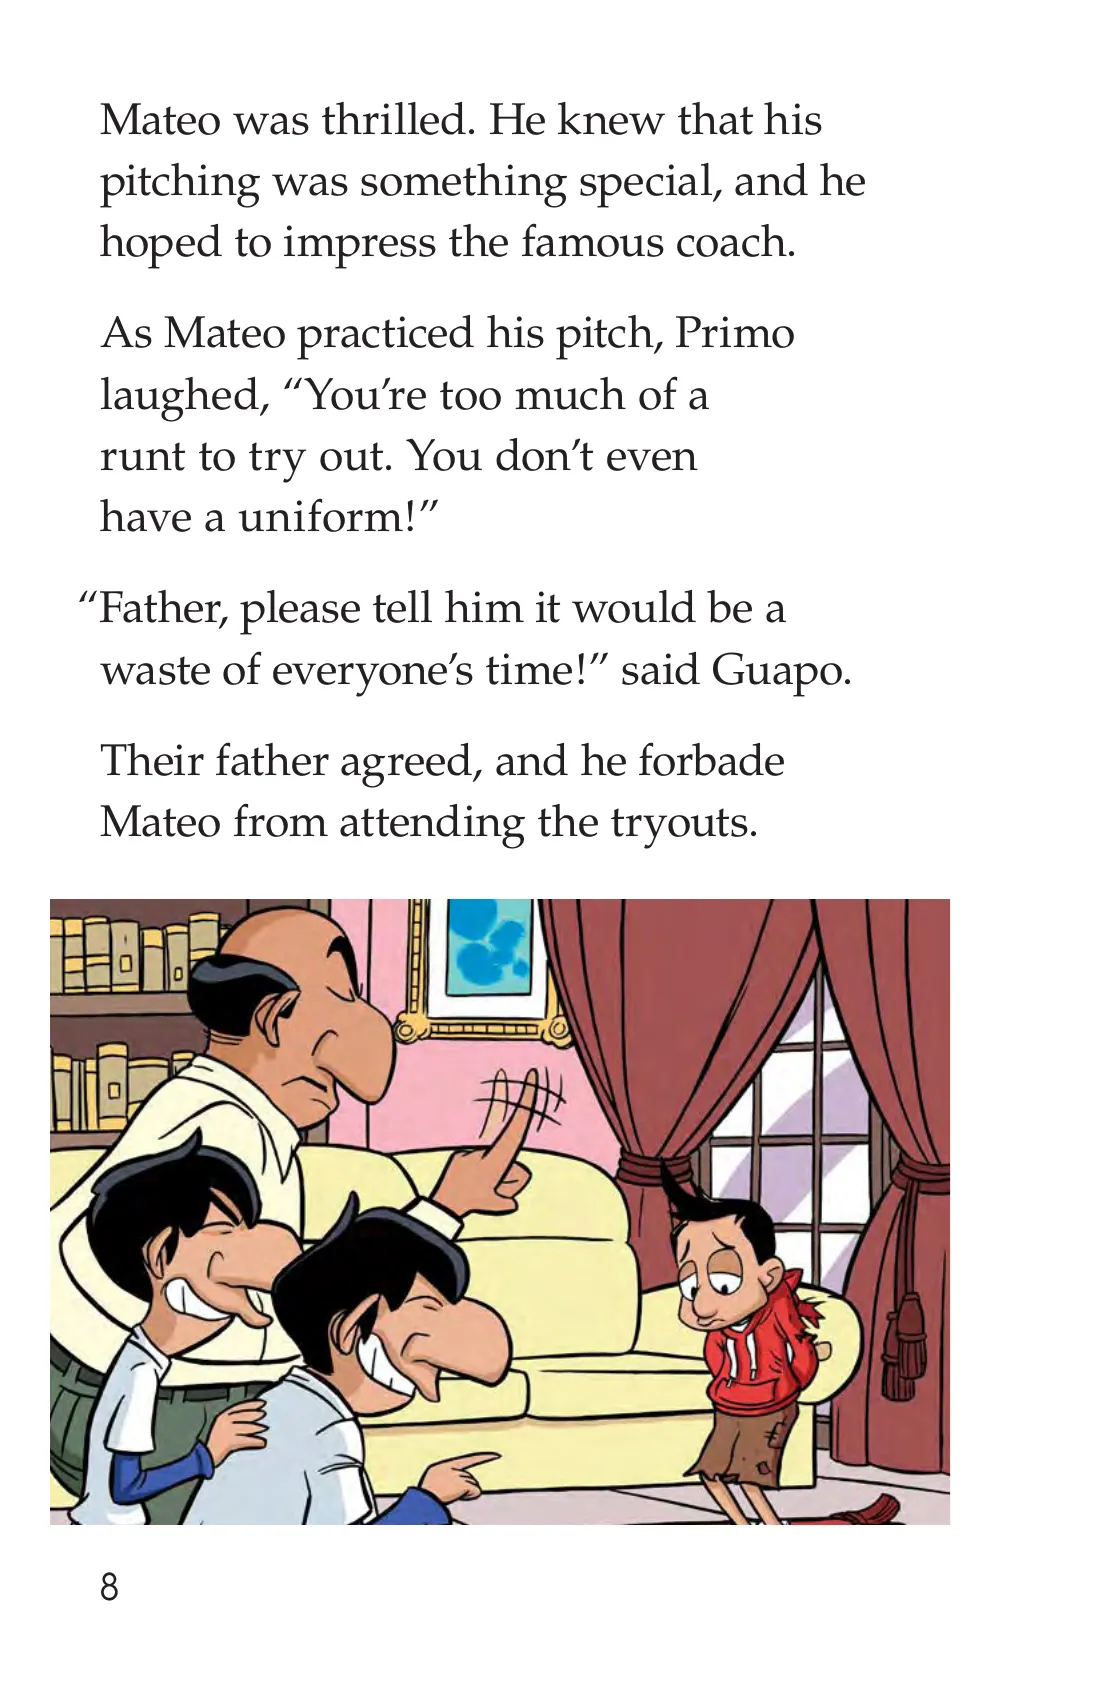 Mateo was thrilled. He knew that his
pitching was something special, and he
hoped to impress the famous coach.
As Mateo practiced his pitch, Primo
laughed, “You’re too much of a
runt to try out. You don’t even
have a uniform!”
“Father, please tell him it would be a
waste of everyone’s time!” said Guapo.
Their father agreed, and he forbade
Mateo from attending the tryouts.
8